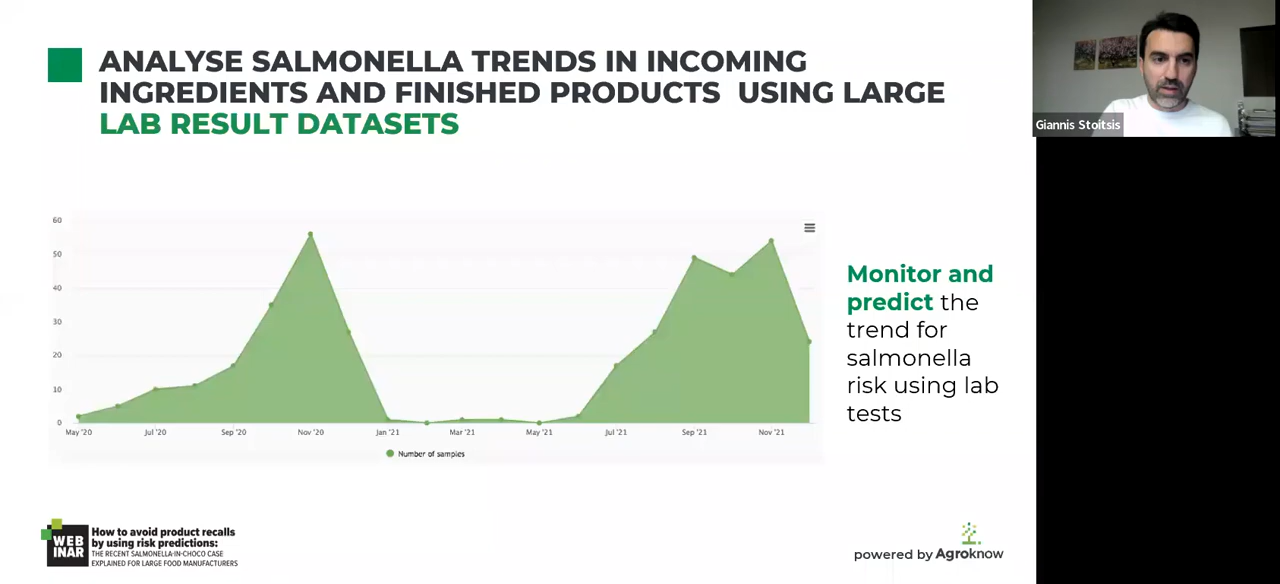 ANALYSE SALMONELLA TRENDS IN INCOMING
INGREDIENTS AND FINISHED PRODUCTS USING LARGE
LAB RESULT DATASETS
Giannis Stoitsis
60
50
40
30
20
10
0
May '20
Jul '20
Sep '20
Nov '20
Jan '21
Mar '21
May '21
Jul '21
Sep '21
Nov '21
Number of samples
Monitor and
predict the
trend for
salmonella
risk using lab
tests
WEB
INAR
How to avoid product recalls
by using risk predictions:
THE RECENT SALMONELLA-IN-CHOCO CASE
EXPLAINED FOR LARGE FOOD MANUFACTURERS
powered by Agroknow